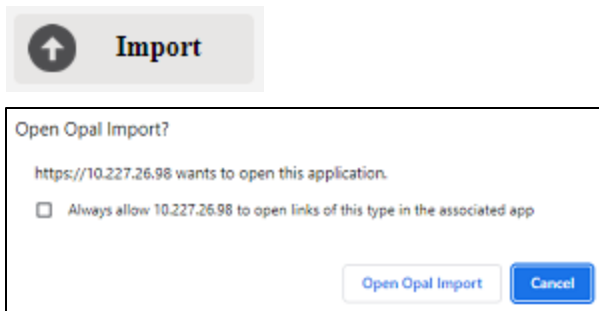 Import
Open Opal Import?
https://10.227.26.98 wants to open this application.
Always allow 10.227.26.98 to open links of this type in the associated app
Open Opal Import
Cancel